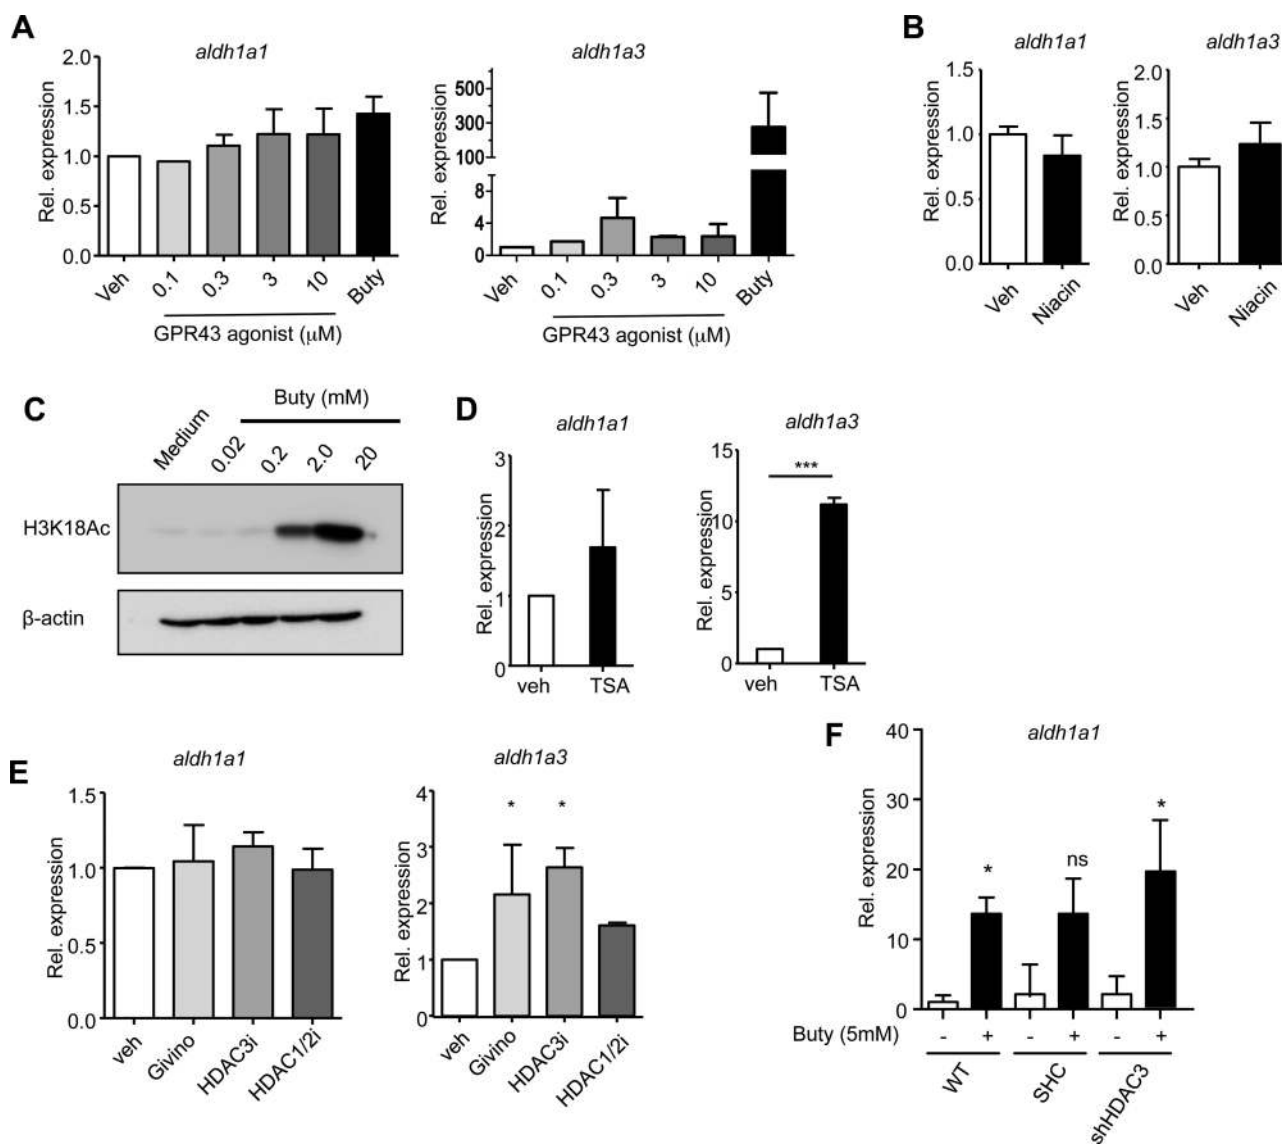 A
aldh1a1
Rel. expression
2.0
1.5
1.0
0.5
0.0
Veh
0.1
0.3
3
10
Buty
GPR43 agonist (μM)
aldh1a3
Rel. expression
500
300
100
8
4
0
Veh
0.1
0.3
3
10
Buty
GPR43 agonist (μM)
B
aldh1a1
Rel. expression
1.5
1.0
0.5
0.0
Veh
Niacin
aldh1a3
Rel. expression
2.0
1.5
1.0
0.5
0.0
Veh
Niacin
C
Buty (mM)
Medium
0.02
0.2
2.0
20
H3K18Ac
β-actin
D
aldh1a1
Rel. expression
3
2
1
0
veh
TSA
aldh1a3
Rel. expression
15
10
5
0
***
veh
TSA
E
aldh1a1
Rel. expression
1.5
1.0
0.5
0.0
veh
Givino
HDAC3i
HDAC1/2i
aldh1a3
Rel. expression
4
3
2
1
0
*
*
veh
Givino
HDAC3i
HDAC1/2i
F
aldh1a1
Rel. expression
40
30
20
10
0
*
ns
*
Buty (5mM)
- + - + - +
WT
SHC
shHDAC3